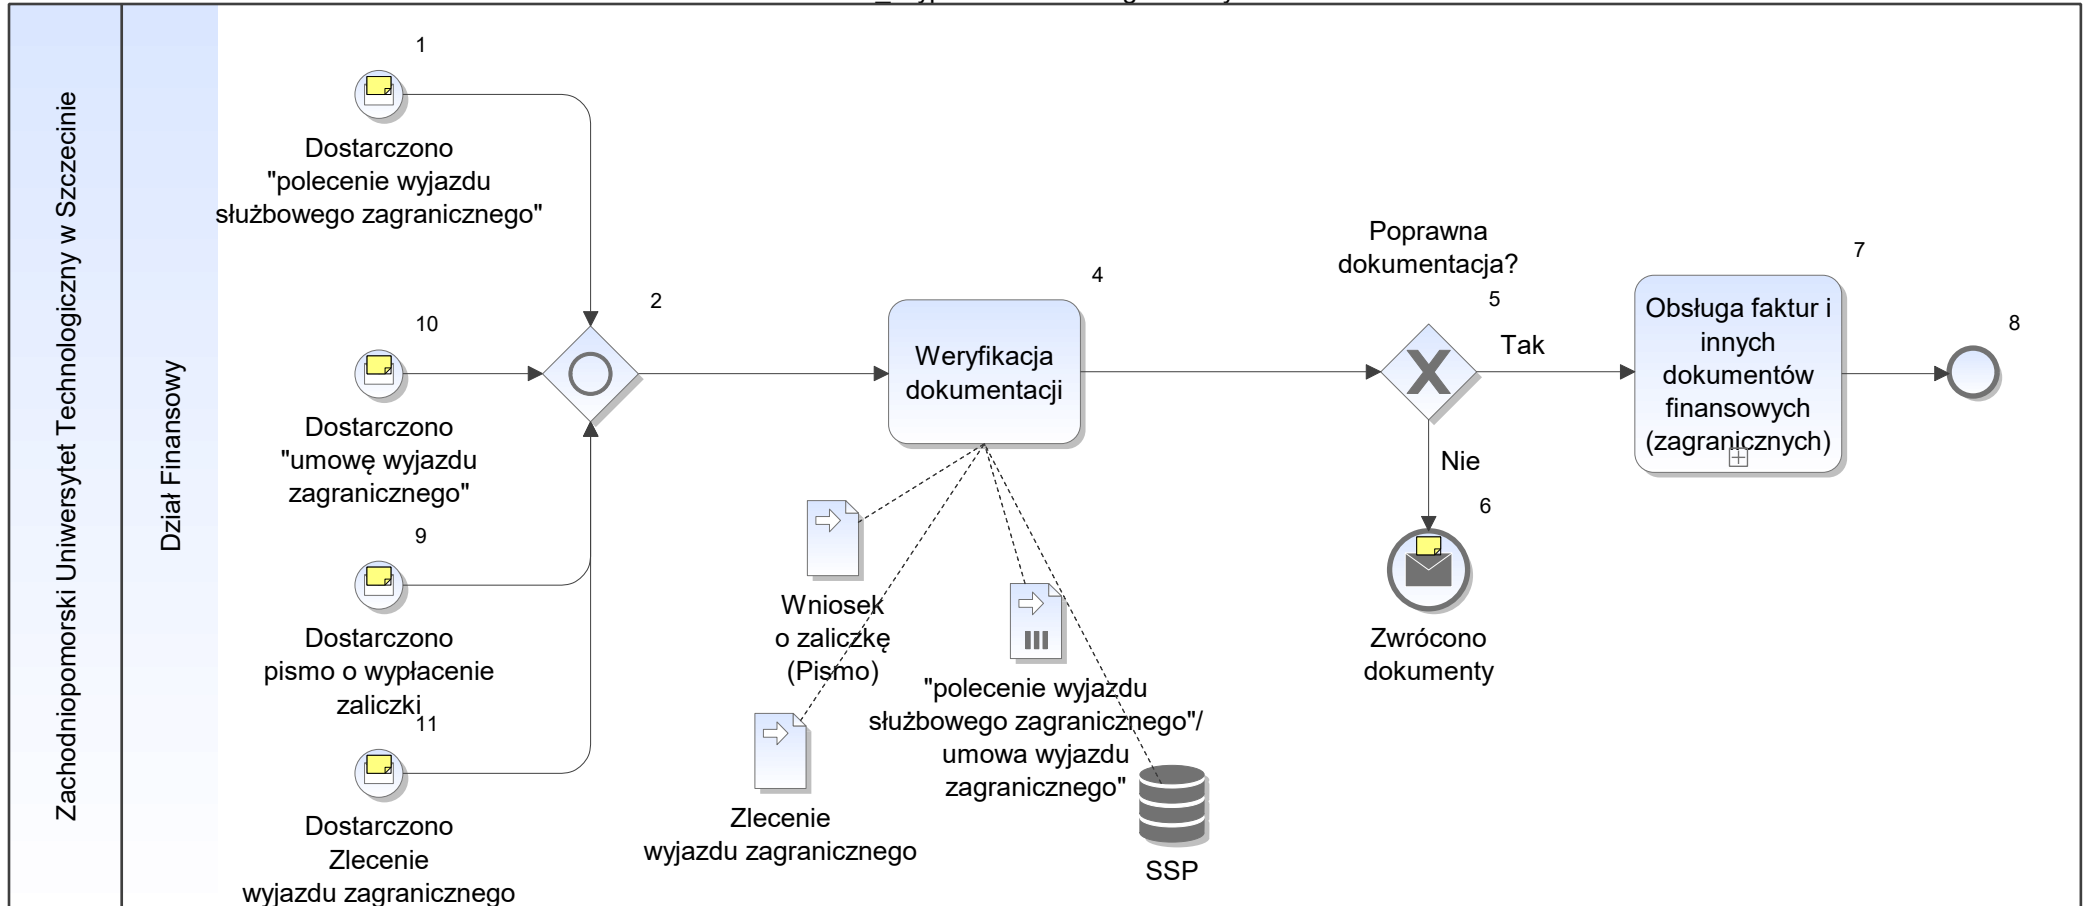 Zachodniopomorski Uniwersytet Technologiczny w Szczecinie
Dział Finansowy
1
Dostarczono
"polecenie wyjazdu
służbowego zagranicznego"
10
Dostarczono
"umowę wyjazdu
zagranicznego"
9
Dostarczono
pismo o wypłacenie
zaliczki
11
Dostarczono
Zlecenie
wyjazdu zagranicznego
2
4
Weryfikacja
dokumentacji
Wniosek
o zaliczkę
(Pismo)
Zlecenie
wyjazdu zagranicznego
"polecenie wyjazdu
służbowego zagranicznego"/
umowa wyjazdu
zagranicznego"
SSP
Poprawna
dokumentacja?
5
Tak
Nie
6
Zwrócono
dokumenty
7
Obsługa faktur i
innych
dokumentów
finansowych
(zagranicznych)
8